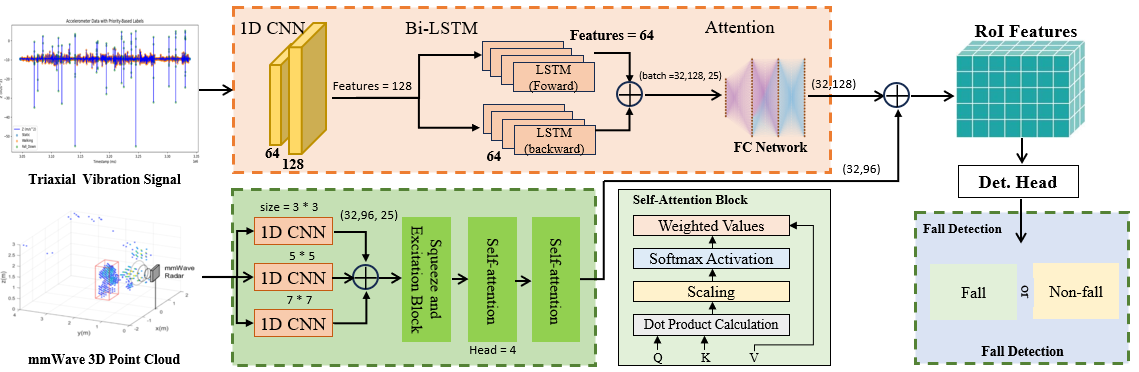 Accelerometer Data with Priority-Based Labels
Timestamp (ms)
Triaxial Vibration Signal
1D CNN
64
128
Features = 128
Bi-LSTM
LSTM
(Foward)
64
LSTM
(backward)
Features = 64
(batch =32,128, 25)
Attention
FC Network
(32,128)
(32,96)
RoI Features
Det. Head
Fall Detection
Fall
or
Non-fall
Fall Detection
mmWave
Radar
z(m)
y(m)
x(m)
mmWave 3D Point Cloud
size = 3 * 3
1D CNN
5 * 5
1D CNN
7 * 7
1D CNN
(32,96, 25)
Squeeze and
Excitation Block
Self-attention
Self-attention
Head = 4
Self-Attention Block
Weighted Values
Softmax Activation
Scaling
Dot Product Calculation
Q K V